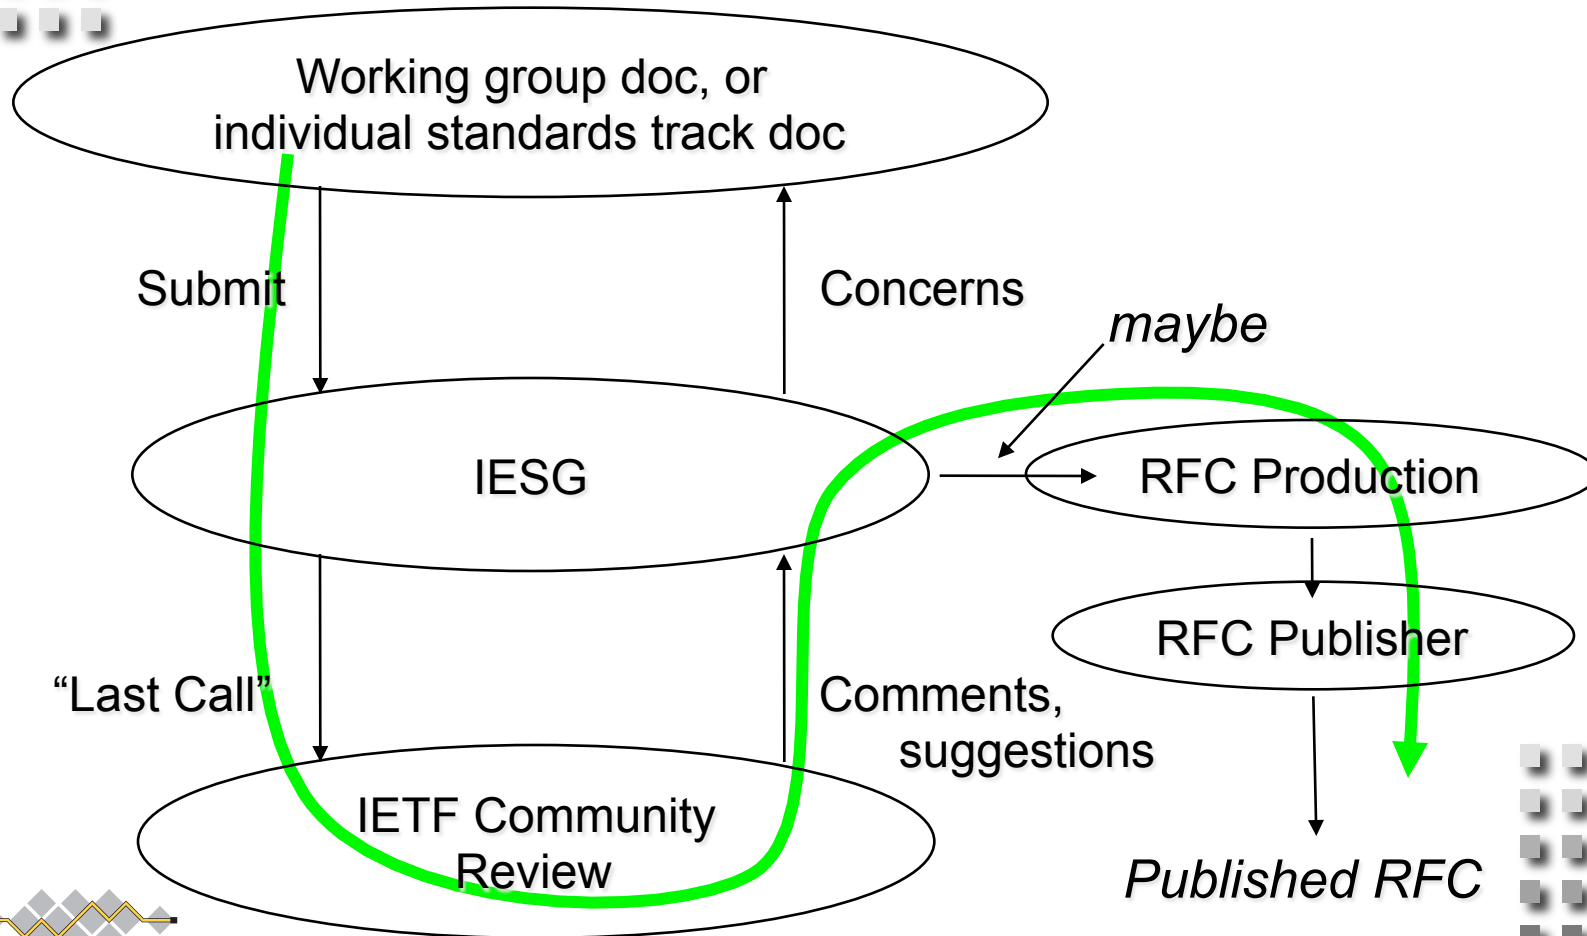 Working group doc, or
individual standards track doc
Submit
Concerns
maybe
IESG
RFC Production
RFC Publisher
“Last Call”
Comments,
suggestions
IETF Community
Review
Published RFC